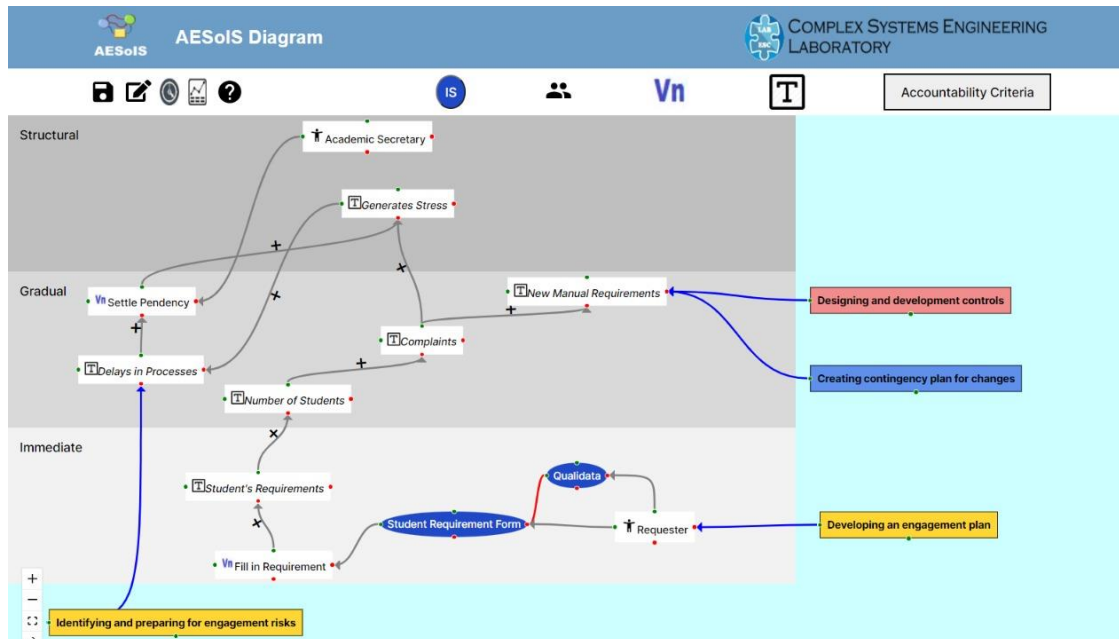 AESoIS
AESoIS Diagram
LAB
ESC
COMPLEX SYSTEMS ENGINEERING
LABORATORY
IS
Vn
T
Accountability Criteria
Structural
Academic Secretary
T Generates Stress
Gradual
Vn Settle Pendency
T New Manual Requirements
Designing and development controls
T Complaints
T Delays in Processes
Creating contingency plan for changes
T Number of Students
Immediate
Qualidata
T Student's Requirements
Student Requirement Form
Requester
Developing an engagement plan
Vn Fill in Requirement
Identifying and preparing for engagement risks